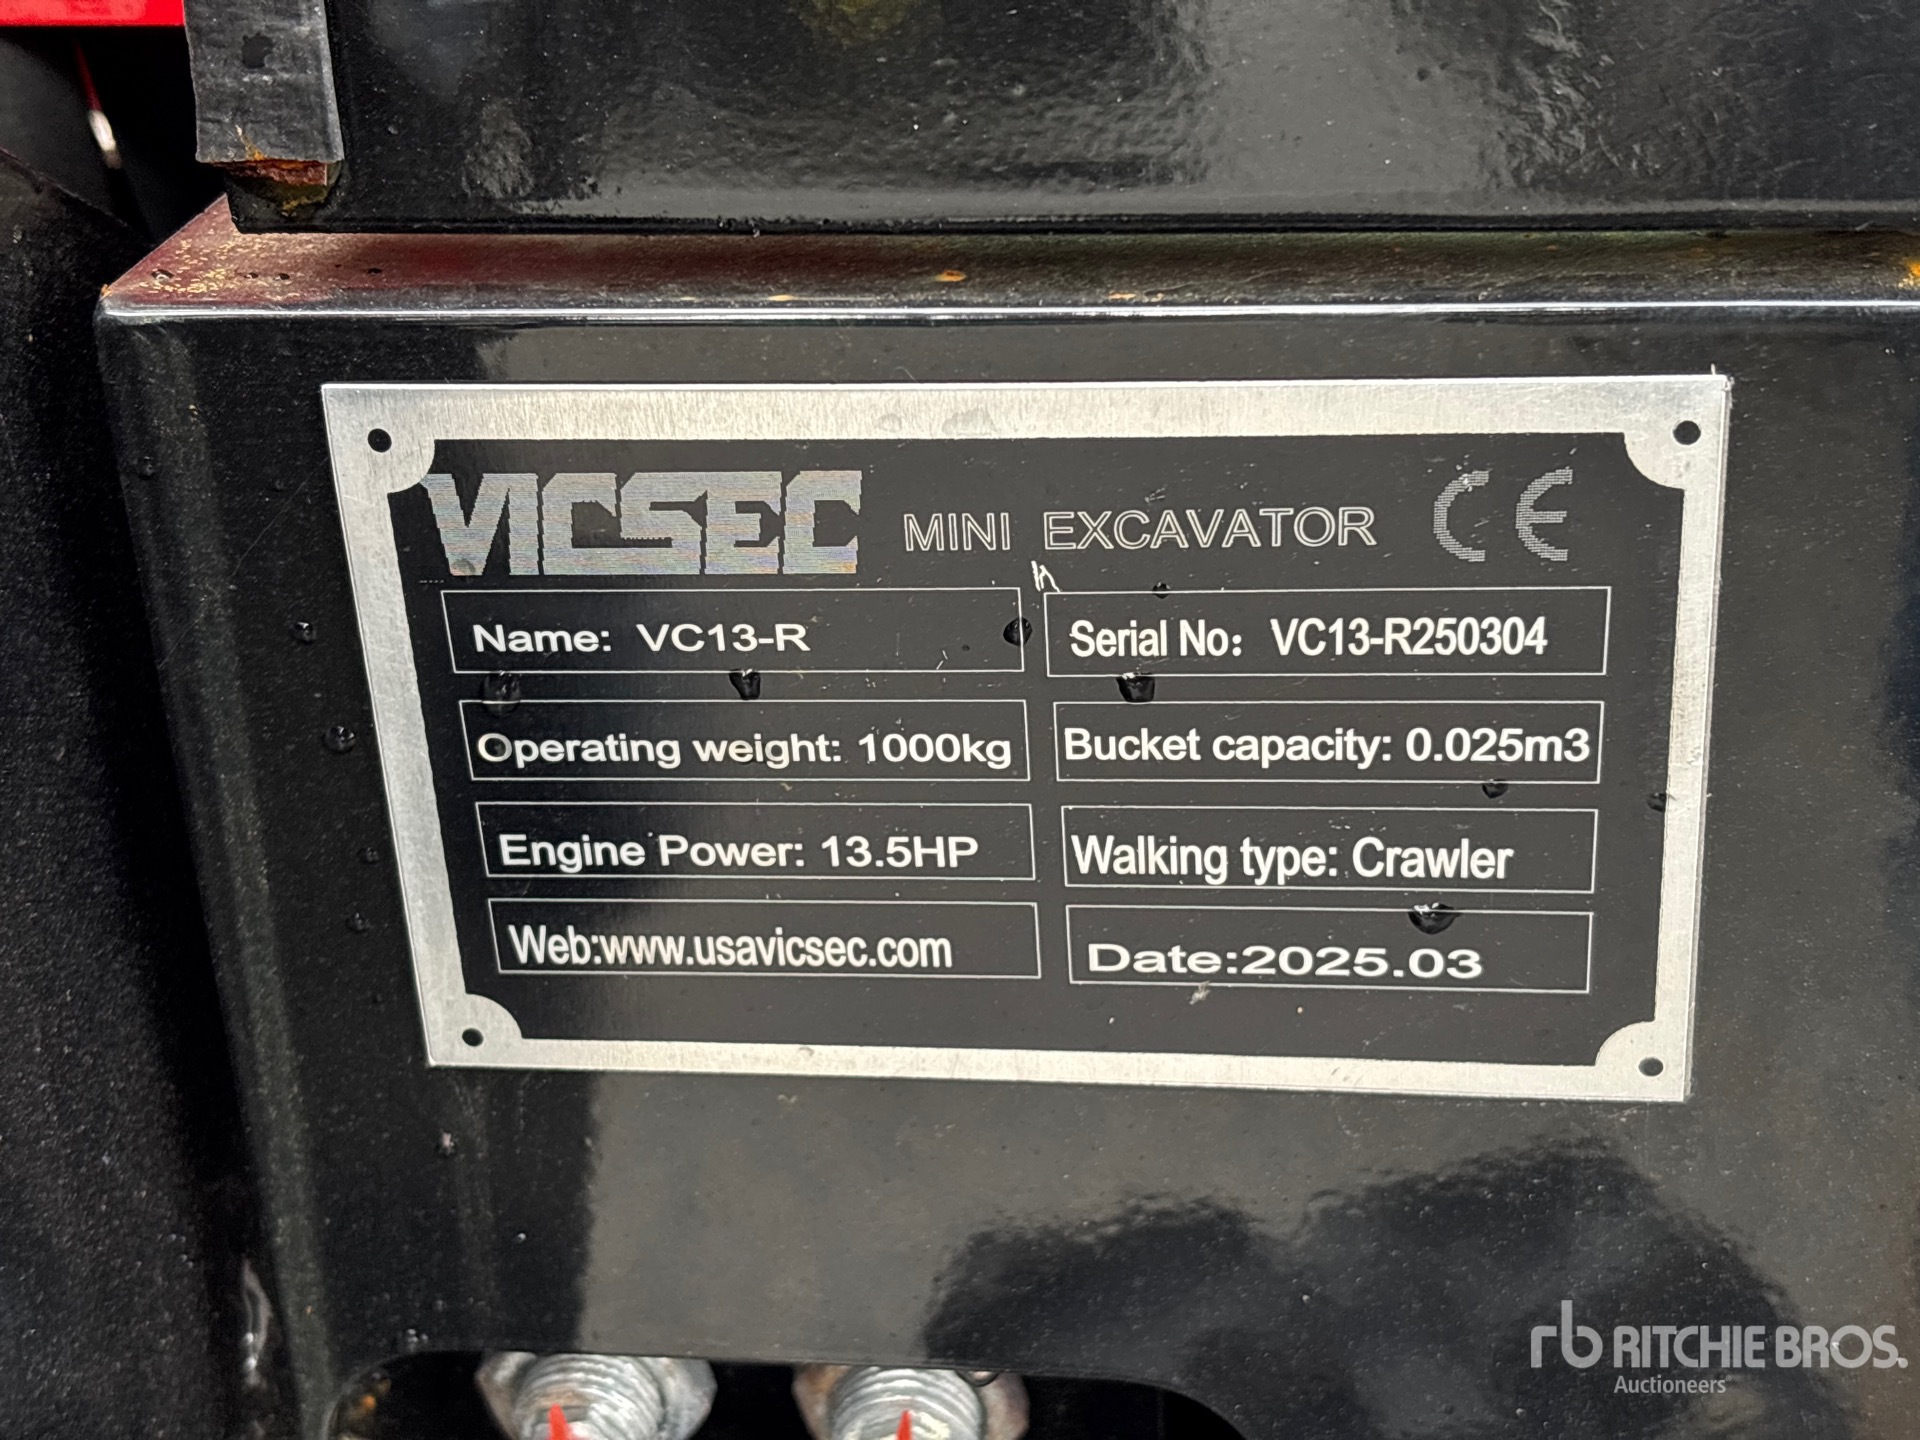 VICSEC MINI EXCAVATOR CE
Name: VC13-R
Serial No: VC13-R250304
Operating weight: 1000kg
Bucket capacity: 0.025m3
Engine Power: 13.5HP
Walking type: Crawler
Web:www.usavicsec.com
Date:2025.03
rb RITCHIE BROS.
Auctioneers